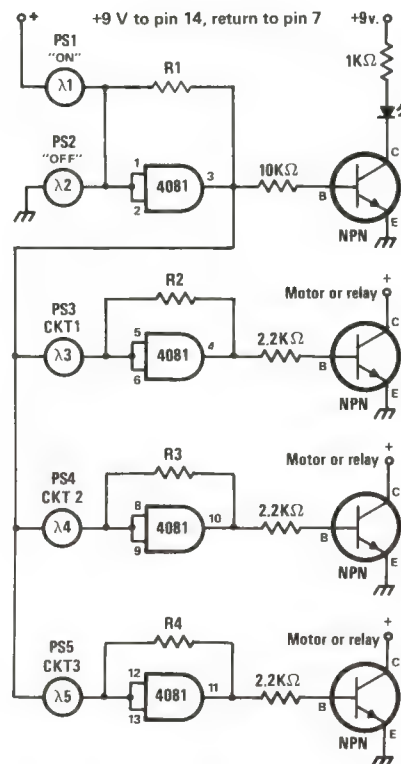 +9 V to pin 14, return to pin 7
+
+9v.
PS1
"ON"
λ1
R1
1KΩ
PS2
"OFF"
λ2
1
2
4081
3
10KΩ
B
C
E
NPN
PS3
CKT1
λ3
R2
5
6
4081
4
2.2KΩ
Motor or relay
+
B
C
E
NPN
PS4
CKT 2
λ4
R3
8
9
4081
10
2.2KΩ
Motor or relay
+
B
C
E
NPN
PS5
CKT3
λ5
R4
12
13
4081
11
2.2KΩ
Motor or relay
+
B
C
E
NPN